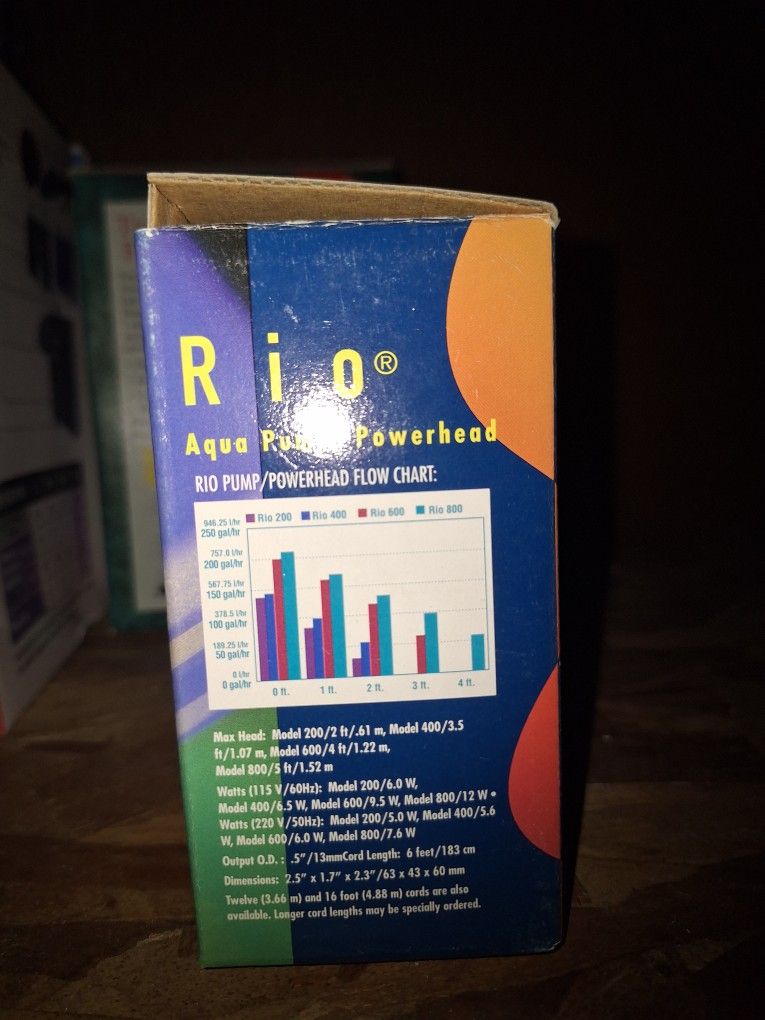 Rio®
Aqua Pump Powerhead
RIO PUMP/POWERHEAD FLOW CHART:
Rio 200 Rio 400 Rio 600 Rio 800
946.25 l/hr
250 gal/hr
757.0 l/hr
200 gal/hr
567.75 l/hr
150 gal/hr
378.5 l/hr
100 gal/hr
189.25 l/hr
50 gal/hr
0 l/hr
0 gal/hr
0 ft. 1 ft. 2 ft. 3 ft. 4 ft.
Max Head: Model 200/2 ft/.61 m, Model 400/3.5
ft/1.07 m, Model 600/4 ft/1.22 m,
Model 800/5 ft/1.52 m
Watts (115 V/60Hz): Model 200/6.0 W,
Model 400/6.5 W, Model 600/9.5 W, Model 800/12 W •
Watts (220 V/50Hz): Model 200/5.0 W, Model 400/5.6
W, Model 600/6.0 W, Model 800/7.6 W
Output O.D. : .5"/13mmCord Length: 6 feet/183 cm
Dimensions: 2.5" x 1.7" x 2.3"/63 x 43 x 60 mm
Twelve (3.66 m) and 16 foot (4.88 m) cords are also
available. Longer cord lengths may be specially ordered.